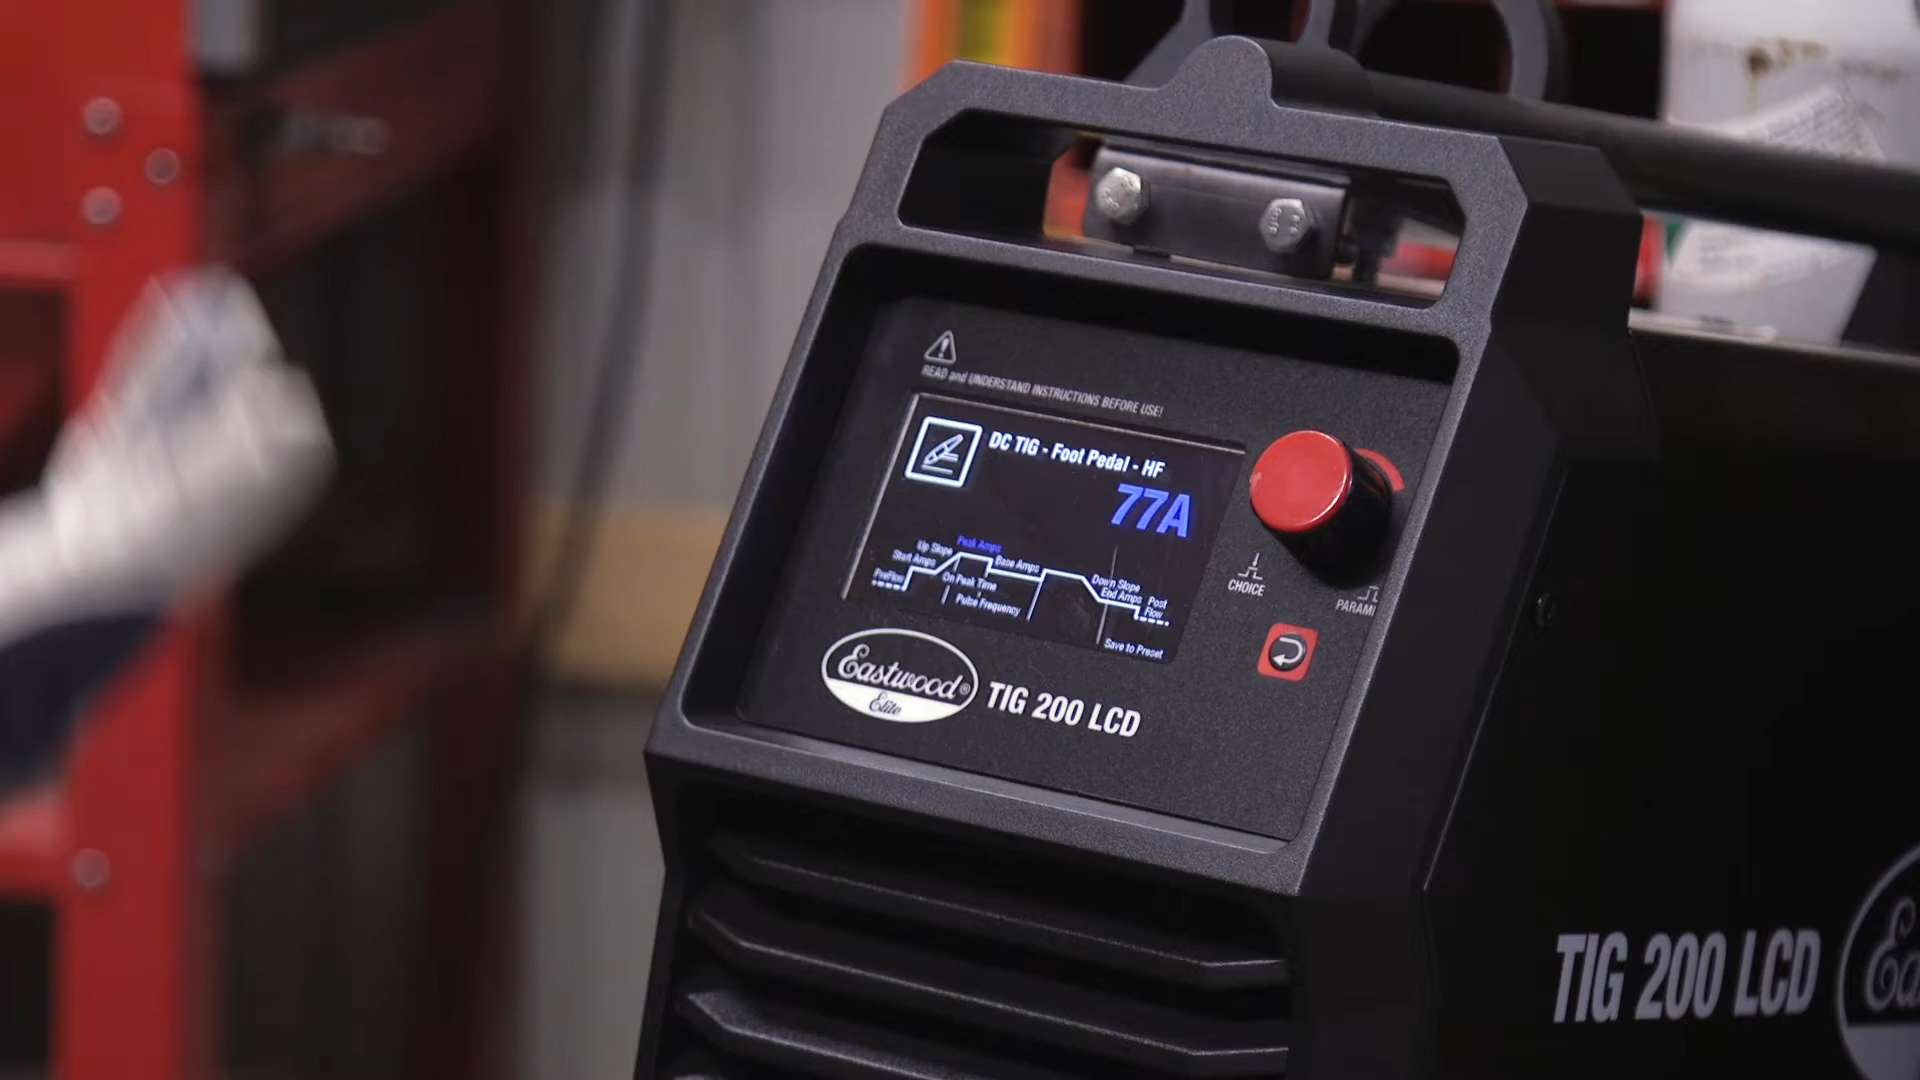 READ and UNDERSTAND INSTRUCTIONS BEFORE USE!
DC TIG - Foot Pedal - HF
77A
Peak Amps
Up Slope
Start Amps
Base Amps
PreFlow
On Peak Time
Pulse Frequency
Down Slope
End Amps
Post
Flow
Save to Preset
CHOICE
PARAM
Eastwood®
Elite
TIG 200 LCD
TIG 200 LCD